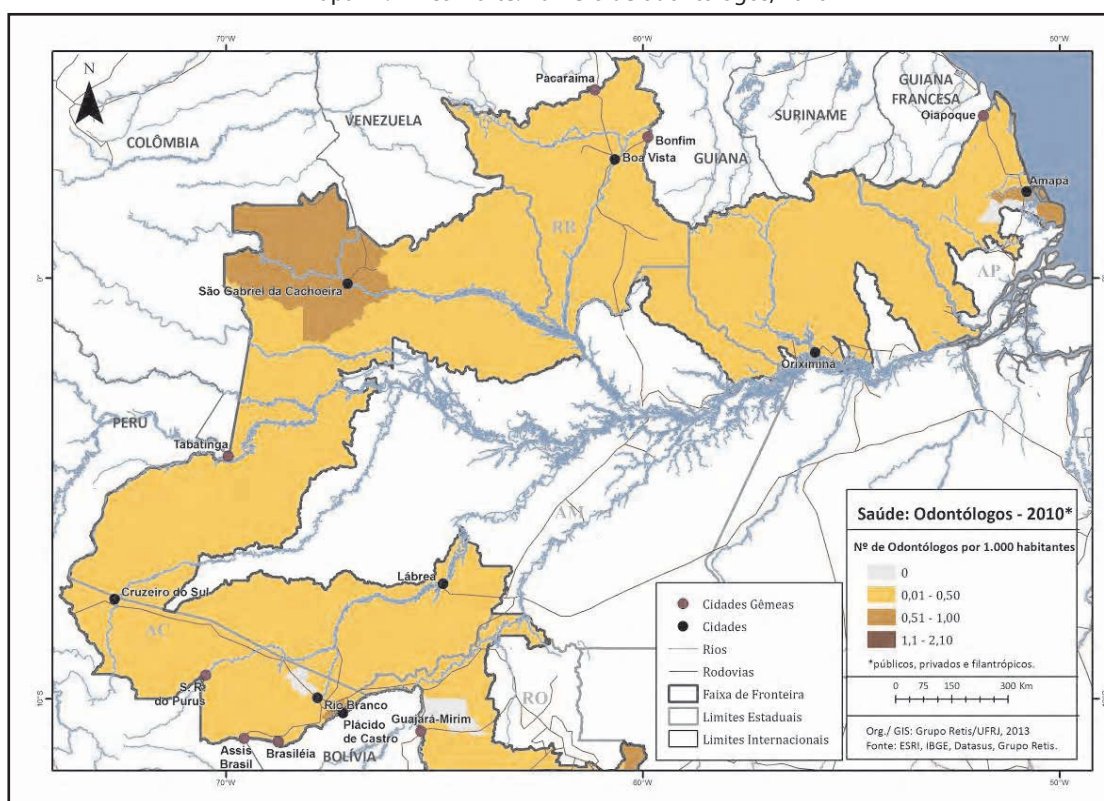 N
70°W
60°W
50°W
COLÔMBIA
VENEZUELA
GUIANA
SURINAME
GUIANA
FRANCESA
Pacaraima
Bonfim
Boa Vista
Oiapoque
Amapá
RR
AP
São Gabriel da Cachoeira
Oriximiná
PERU
Tabatinga
AM
Lábrea
Cruzeiro do Sul
AC
S. R.
do Purus
Rio Branco
Plácido
de Castro
Guajará-Mirim
RO
Assis
Brasil
Brasiléia
BOLÍVIA
10°S
70°W
60°W
50°W
Cidades Gêmeas
Cidades
Rios
Rodovias
Faixa de Fronteira
Limites Estaduais
Limites Internacionais
Saúde: Odontólogos - 2010*
Nº de Odontólogos por 1.000 habitantes
0
0,01 - 0,50
0,51 - 1,00
1,1 - 2,10
*públicos, privados e filantrópicos.
0 75 150 300 Km
Org./ GIS: Grupo Retis/UFRJ, 2013
Fonte: ESRI, IBGE, Datasus, Grupo Retis.